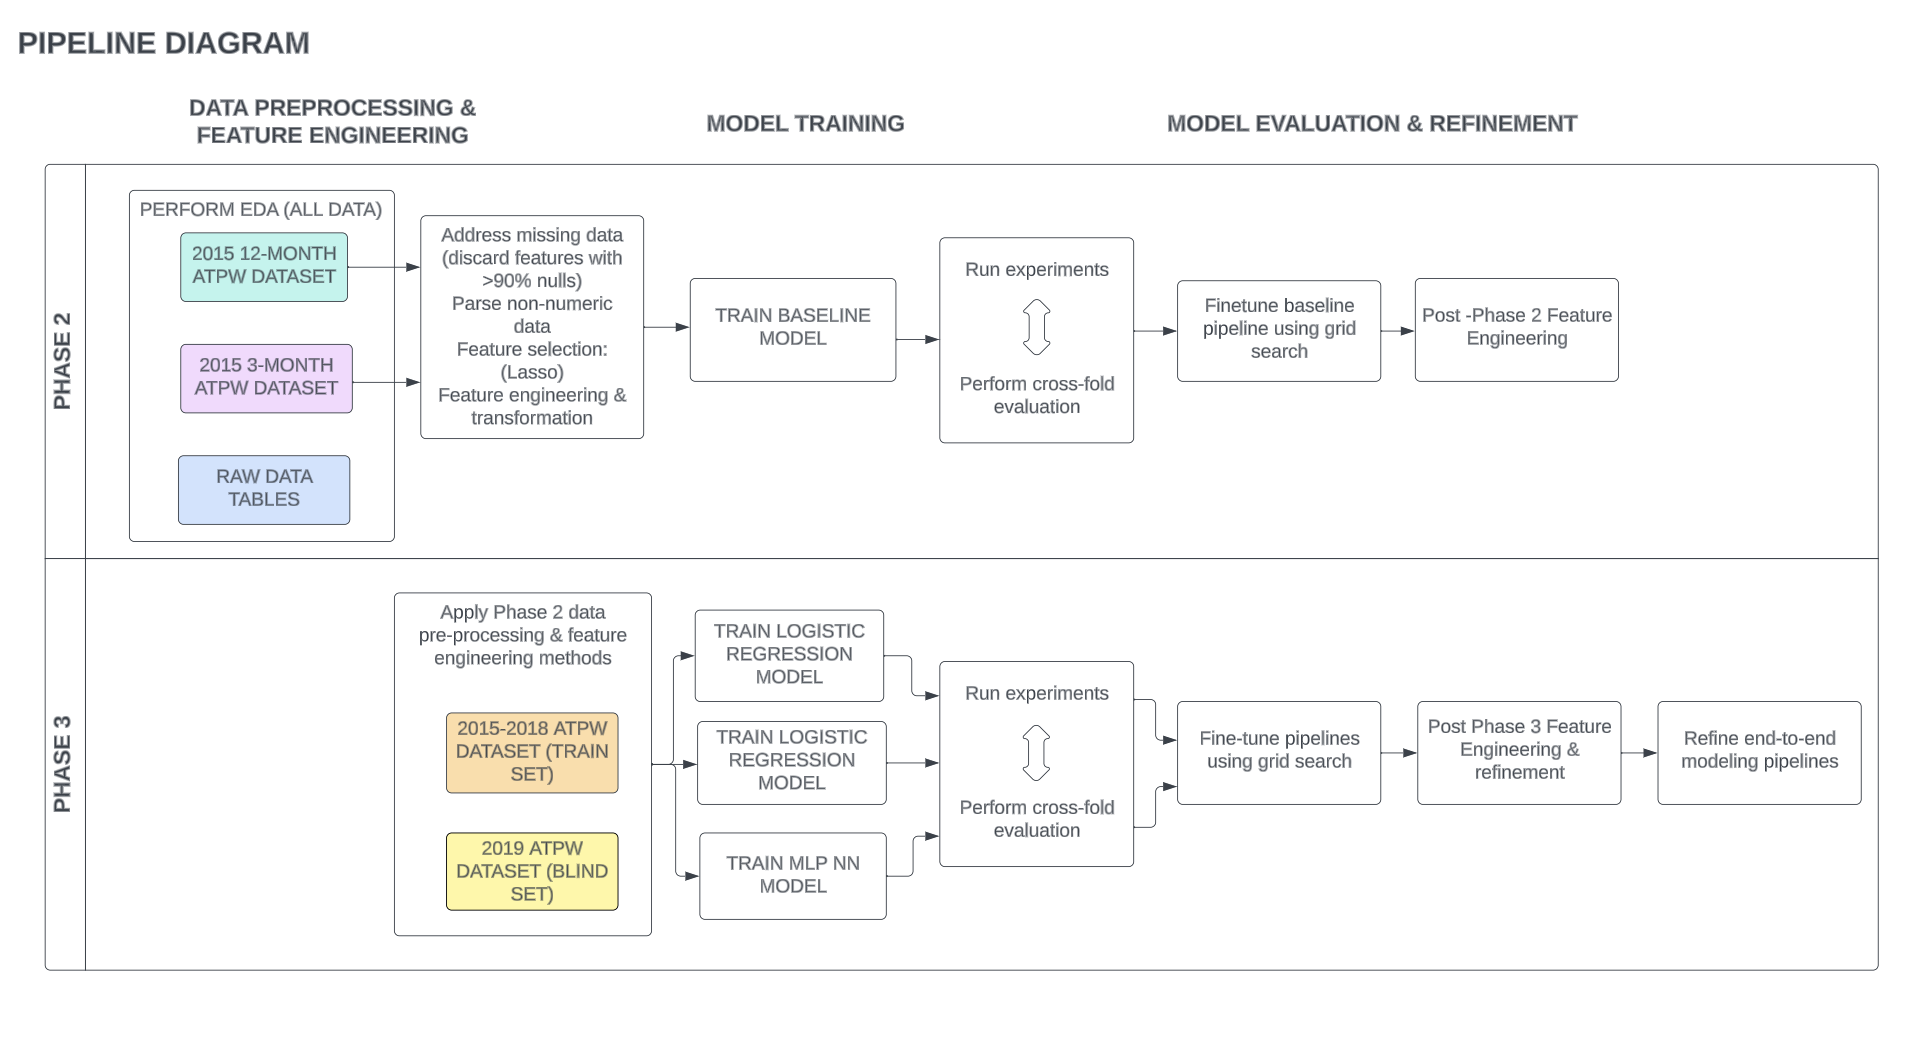 PIPELINE DIAGRAM
DATA PREPROCESSING &
FEATURE ENGINEERING
MODEL TRAINING
MODEL EVALUATION & REFINEMENT
PHASE 2
PERFORM EDA (ALL DATA)
2015 12-MONTH
ATPW DATASET
2015 3-MONTH
ATPW DATASET
RAW DATA
TABLES
Address missing data
(discard features with
>90% nulls)
Parse non-numeric
data
Feature selection:
(Lasso)
Feature engineering &
transformation
TRAIN BASELINE
MODEL
Run experiments
Perform cross-fold
evaluation
Finetune baseline
pipeline using grid
search
Post -Phase 2 Feature
Engineering
PHASE 3
Apply Phase 2 data
pre-processing & feature
engineering methods
2015-2018 ATPW
DATASET (TRAIN
SET)
2019 ATPW
DATASET (BLIND
SET)
TRAIN LOGISTIC
REGRESSION
MODEL
TRAIN LOGISTIC
REGRESSION
MODEL
TRAIN MLP NN
MODEL
Run experiments
Perform cross-fold
evaluation
Fine-tune pipelines
using grid search
Post Phase 3 Feature
Engineering &
refinement
Refine end-to-end
modeling pipelines